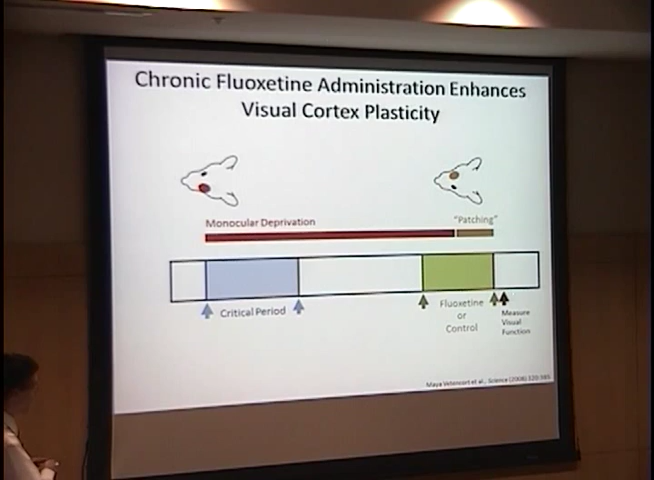 Chronic Fluoxetine Administration Enhances
Visual Cortex Plasticity
Monocular Deprivation
"Patching"
Critical Period
Fluoxetine
or
Control
Measure
Visual
Function
Maya Vetencourt et al., Science (2008) 320:385